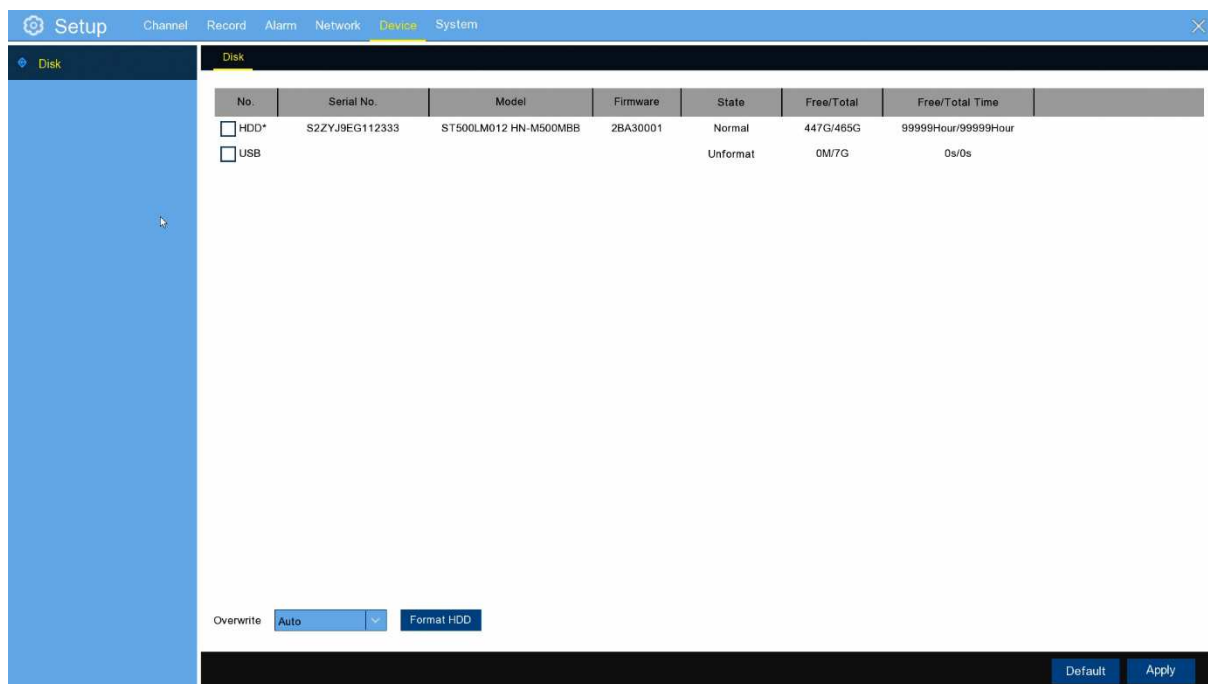 Setup Channel Record Alarm Network Device System
Disk
Disk
No. Serial No. Model Firmware State Free/Total Free/Total Time
HDD* S2ZYJ9EG112333 ST500LM012 HN-M500MBB 2BA30001 Normal 447G/465G 99999Hour/99999Hour
USB Unformat 0M/7G 0s/0s
Overwrite Auto Format HDD
Default Apply